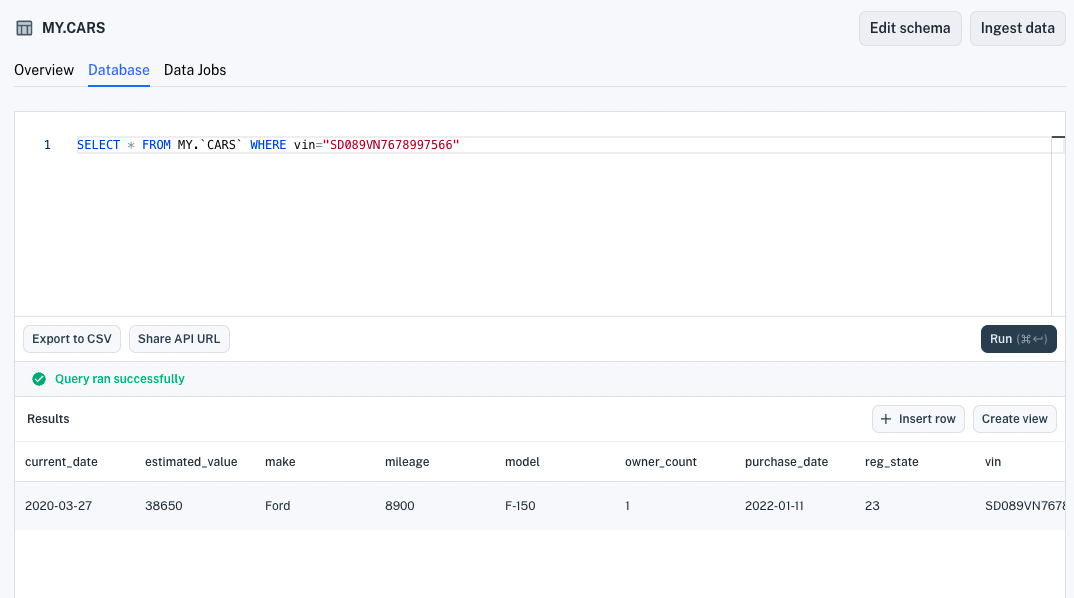 MY.CARS
Edit schema
Ingest data
Overview
Database
Data Jobs
1
SELECT * FROM MY.`CARS` WHERE vin="SD089VN7678997566"
Export to CSV
Share API URL
Run (⌘↩)
Query ran successfully
Results
+ Insert row
Create view
current_date estimated_value make mileage model owner_count purchase_date reg_state vin
2020-03-27 38650 Ford 8900 F-150 1 2022-01-11 23 SD089VN7678